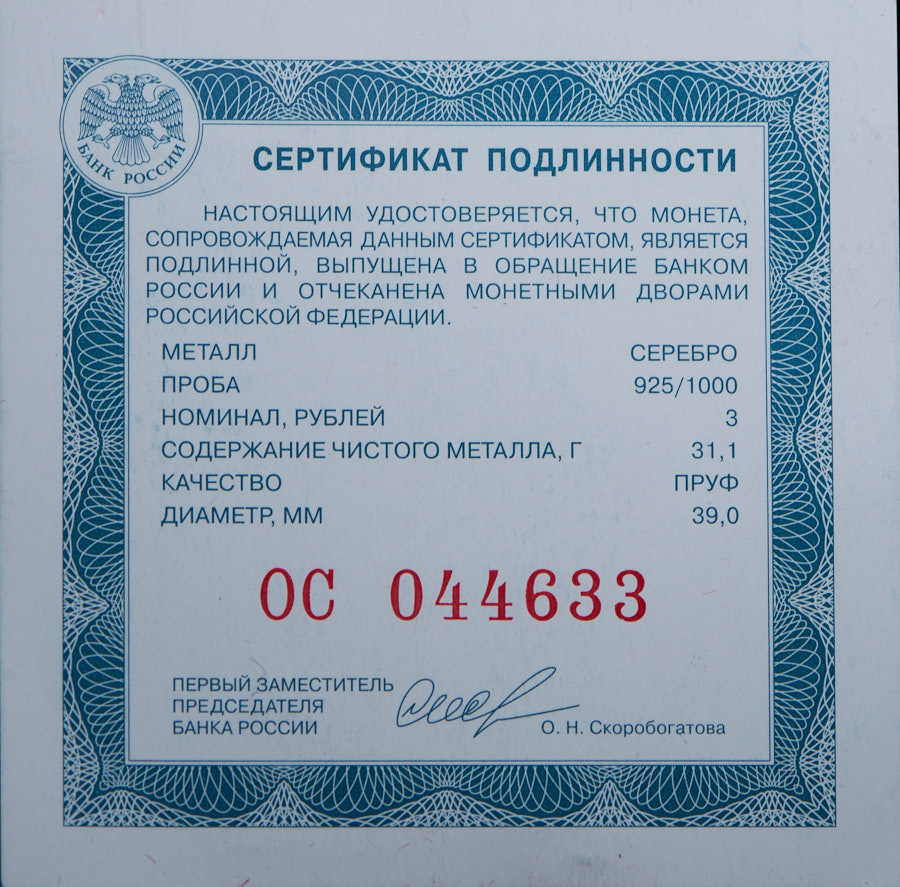 БАНК РОССИИ
СЕРТИФИКАТ ПОДЛИННОСТИ
НАСТОЯЩИМ УДОСТОВЕРЯЕТСЯ, ЧТО МОНЕТА,
СОПРОВОЖДАЕМАЯ ДАННЫМ СЕРТИФИКАТОМ, ЯВЛЯЕТСЯ
ПОДЛИННОЙ, ВЫПУЩЕНА В ОБРАЩЕНИЕ БАНКОМ
РОССИИ И ОТЧЕКАНЕНА МОНЕТНЫМИ ДВОРАМИ
РОССИЙСКОЙ ФЕДЕРАЦИИ.
МЕТАЛЛ СЕРЕБРО
ПРОБА 925/1000
НОМИНАЛ, РУБЛЕЙ 3
СОДЕРЖАНИЕ ЧИСТОГО МЕТАЛЛА, Г 31,1
КАЧЕСТВО ПРУФ
ДИАМЕТР, ММ 39,0
ОС 044633
ПЕРВЫЙ ЗАМЕСТИТЕЛЬ
ПРЕДСЕДАТЕЛЯ
БАНКА РОССИИ О. Н. Скоробогатова